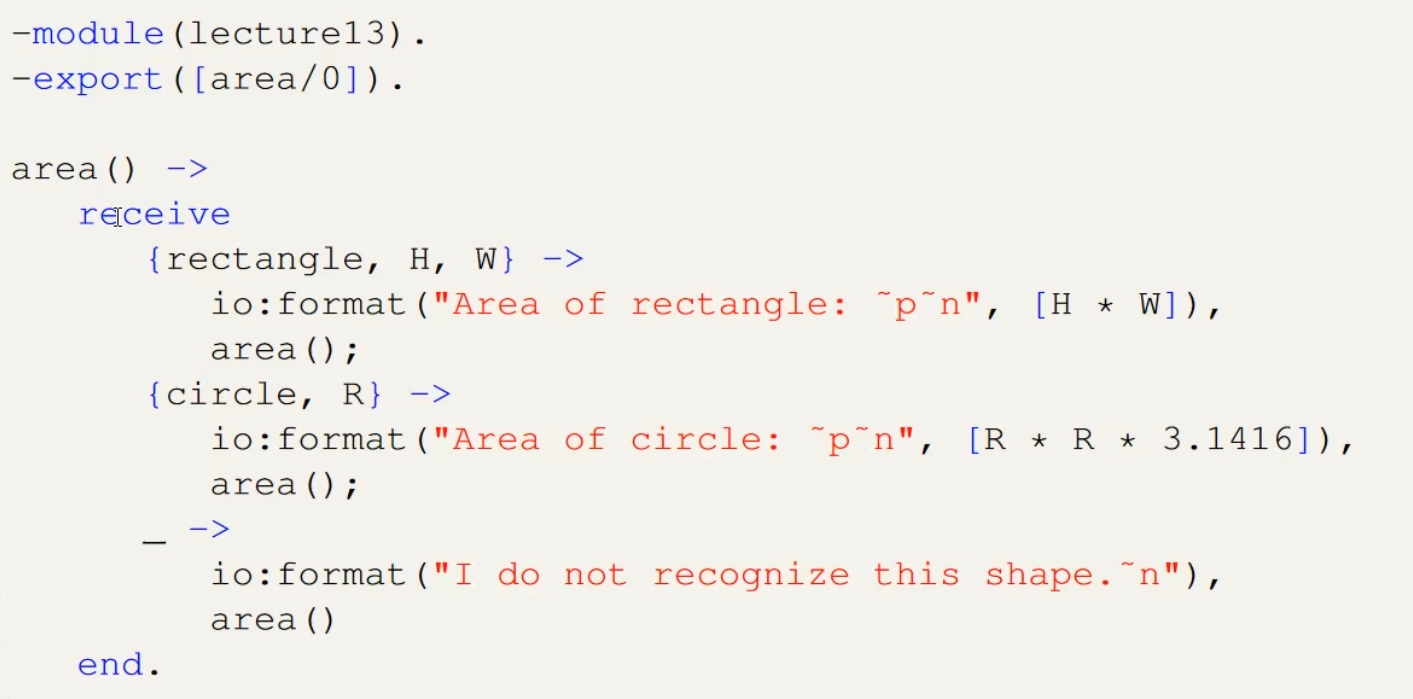 -module(lecture13).
-export([area/0]).
area() ->
receive
{rectangle, H, W} ->
io:format("Area of rectangle: ~p~n", [H * W]),
area();
{circle, R} ->
io:format("Area of circle: ~p~n", [R * R * 3.1416]),
area();
_ ->
io:format("I do not recognize this shape.~n"),
area()
end.